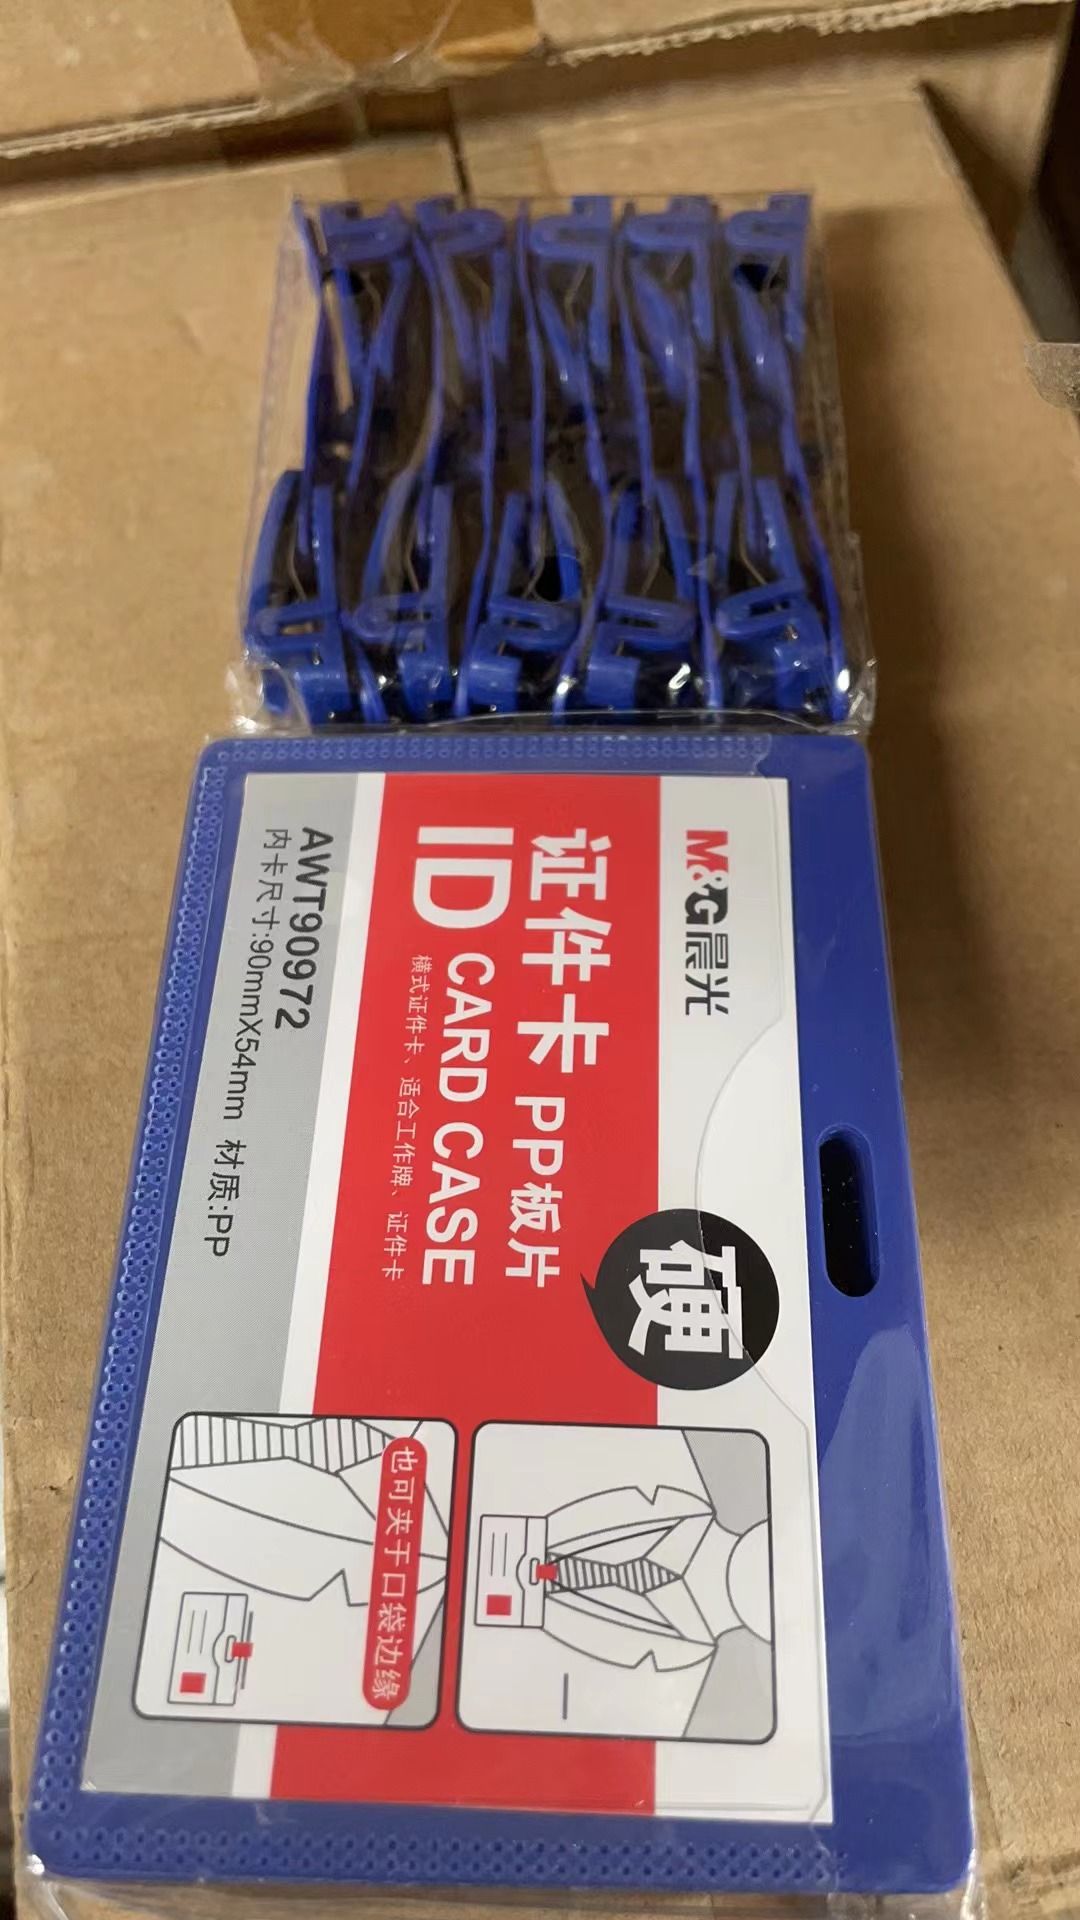 M&G晨光
硬
证件卡 PP板片
ID CARD CASE
横式证件卡、适合工作牌、证件卡
AWT90972
内卡尺寸:90mmX54mm 材质:PP
也可夹于口袋边缘